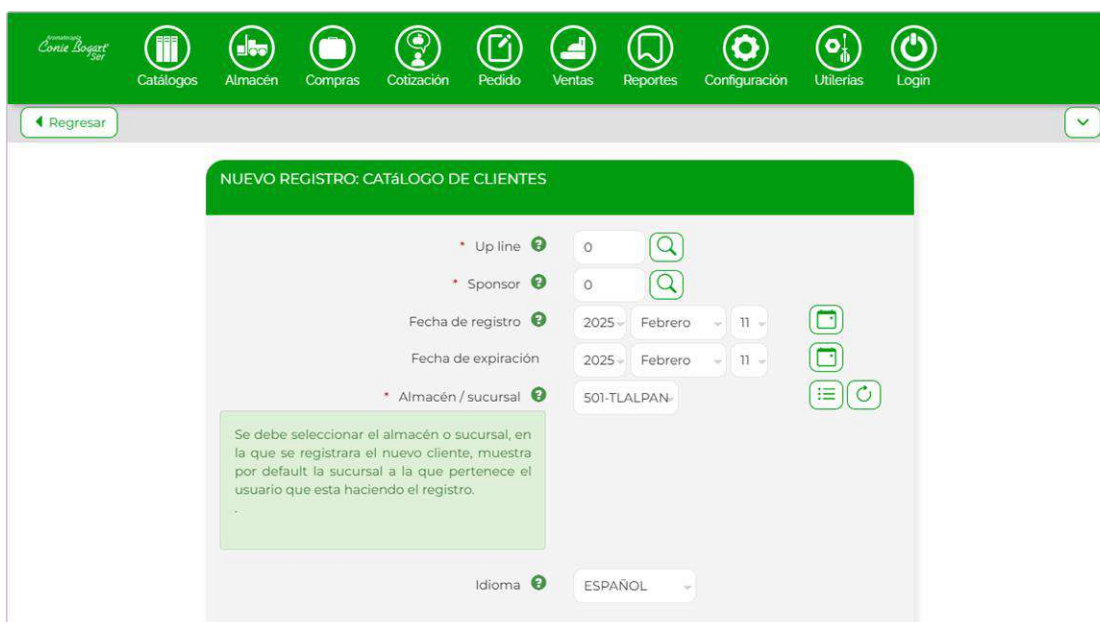 Aromaterapia
Conie Bogart
Ser
Catálogos Almacén Compras Cotización Pedido Ventas Reportes Configuración Utilerías Login
Regresar
NUEVO REGISTRO: CATáLOGO DE CLIENTES
* Up line ? 0
* Sponsor ? 0
Fecha de registro ? 2025 Febrero 11
Fecha de expiración 2025 Febrero 11
* Almacén / sucursal ? 501-TLALPAN
Se debe seleccionar el almacén o sucursal, en
la que se registrara el nuevo cliente, muestra
por default la sucursal a la que pertenece el
usuario que esta haciendo el registro.
.
Idioma ? ESPAÑOL